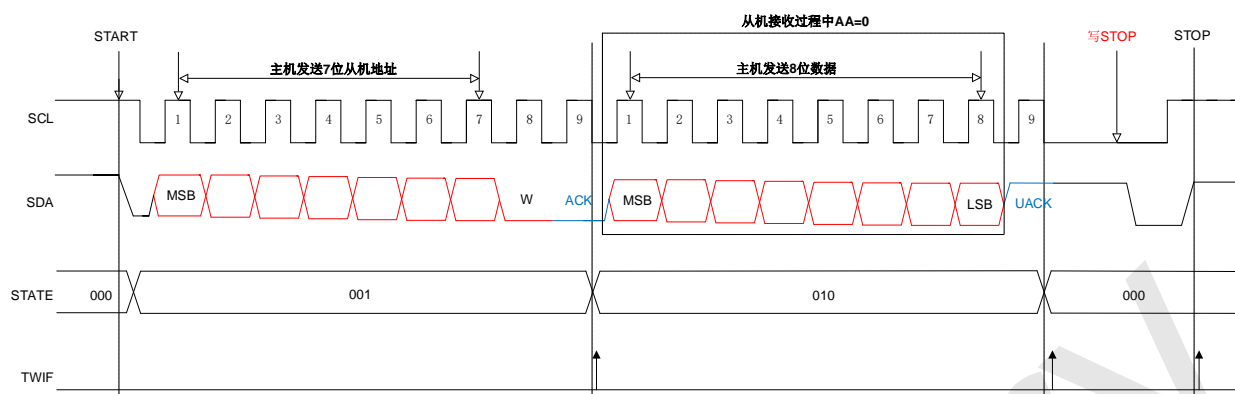 从机接收过程中AA=0
START
写STOP
STOP
主机发送7位从机地址
主机发送8位数据
SCL
1 2 3 4 5 6 7 8 9 1 2 3 4 5 6 7 8 9
SDA
MSB W ACK MSB LSB UACK
STATE
000 001 010 000
TWIF